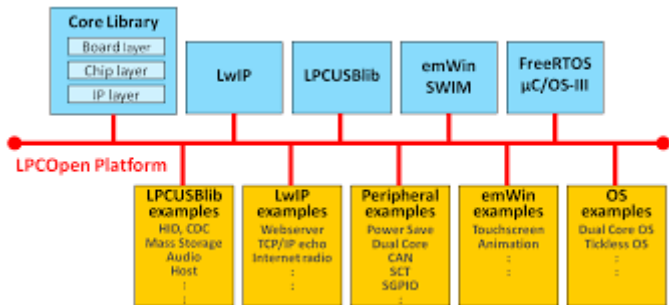 Core Library
Board layer
Chip layer
IP layer
LwIP
LPCUSBlib
emWin
SWIM
FreeRTOS
µC/OS-III
LPCOpen Platform
LPCUSBlib
examples
HID, CDC
Mass Storage
Audio
Host
:
:
LwIP
examples
Webserver
TCP/IP echo
Internet radio
:
:
Peripheral
examples
Power Save
Dual Core
CAN
SCT
SGPIO
:
emWin
examples
Touchscreen
Animation
:
:
OS
examples
Dual Core OS
Tickless OS
:
: